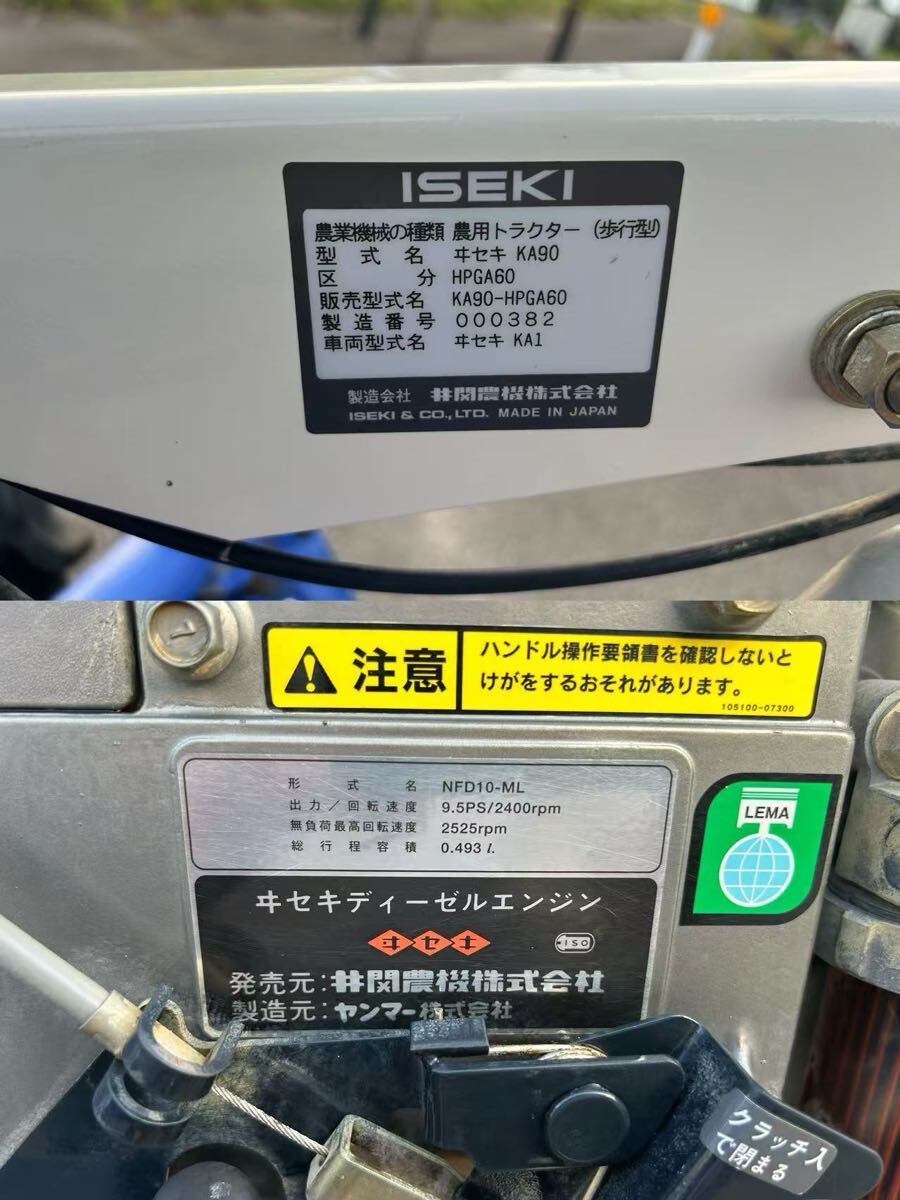 ISEKI
農業機械の種類 農用トラクター(歩行型)
型式名 ヰセキ KA90
区分 HPGA60
販売型式名 KA90-HPGA60
製造番号 000382
車両型式名 ヰセキ KA1
製造会社 井関農機株式会社
ISEKI & CO., LTD. MADE IN JAPAN
注意
ハンドル操作要領書を確認しないと
けがをするおそれがあります。
105100-07300
形式名 NFD10-ML
出力/回転速度 9.5PS/2400rpm
無負荷最高回転速度 2525rpm
総行程容積 0.493 l.
LEMA
ヰセキディーゼルエンジン
ヰセキ
ISO
発売元:井関農機株式会社
製造元:ヤンマー株式会社
クラッチ入
で閉まる